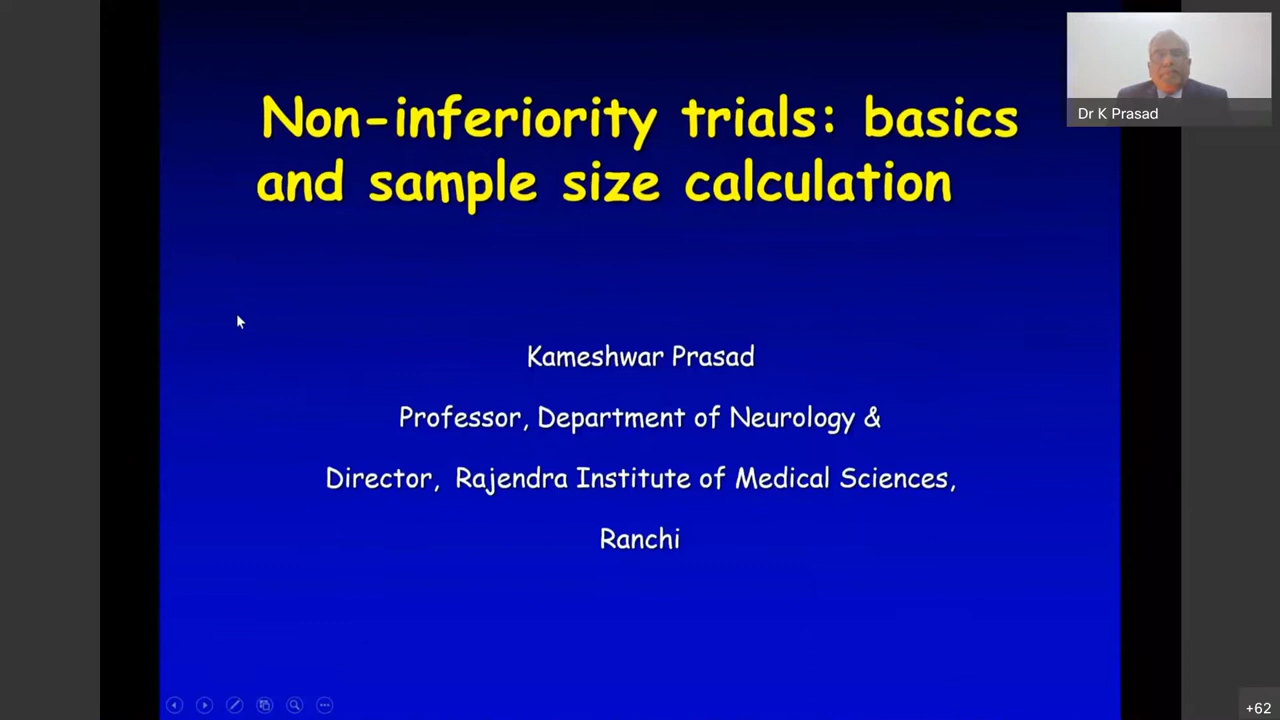 Non-inferiority trials: basics
and sample size calculation
Dr K Prasad
Kameshwar Prasad
Professor, Department of Neurology &
Director, Rajendra Institute of Medical Sciences,
Ranchi
+62